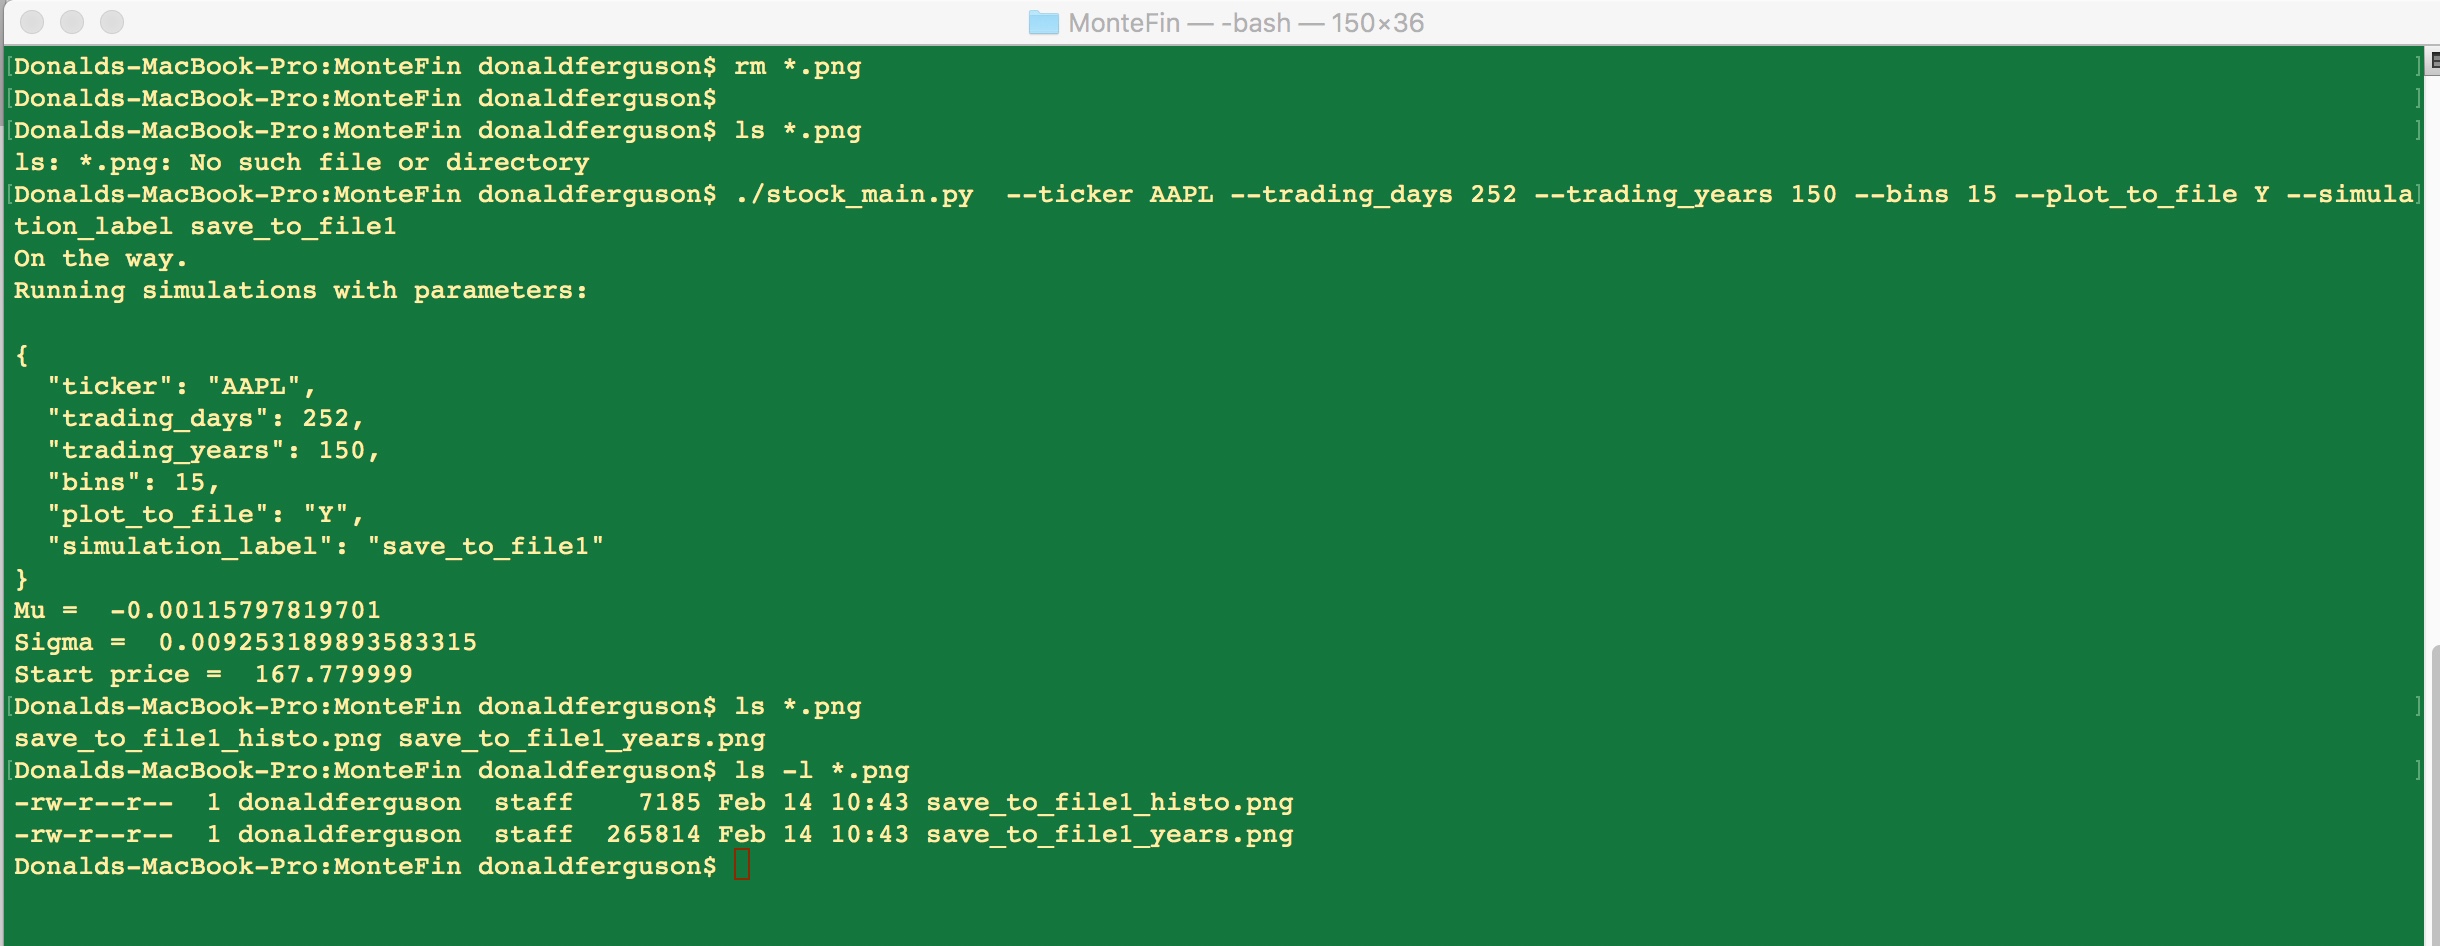 MonteFin — -bash — 150×36
Donalds-MacBook-Pro:MonteFin donaldferguson$ rm *.png
Donalds-MacBook-Pro:MonteFin donaldferguson$
Donalds-MacBook-Pro:MonteFin donaldferguson$ ls *.png
ls: *.png: No such file or directory
Donalds-MacBook-Pro:MonteFin donaldferguson$ ./stock_main.py  --ticker AAPL --trading_days 252 --trading_years 150 --bins 15 --plot_to_file Y --simula
tion_label save_to_file1
On the way.
Running simulations with parameters:
{
  "ticker": "AAPL",
  "trading_days": 252,
  "trading_years": 150,
  "bins": 15,
  "plot_to_file": "Y",
  "simulation_label": "save_to_file1"
}
Mu =  -0.00115797819701
Sigma =  0.009253189893583315
Start price =  167.779999
Donalds-MacBook-Pro:MonteFin donaldferguson$ ls *.png
save_to_file1_histo.png save_to_file1_years.png
Donalds-MacBook-Pro:MonteFin donaldferguson$ ls -l *.png
-rw-r--r--  1 donaldferguson  staff    7185 Feb 14 10:43 save_to_file1_histo.png
-rw-r--r--  1 donaldferguson  staff  265814 Feb 14 10:43 save_to_file1_years.png
Donalds-MacBook-Pro:MonteFin donaldferguson$